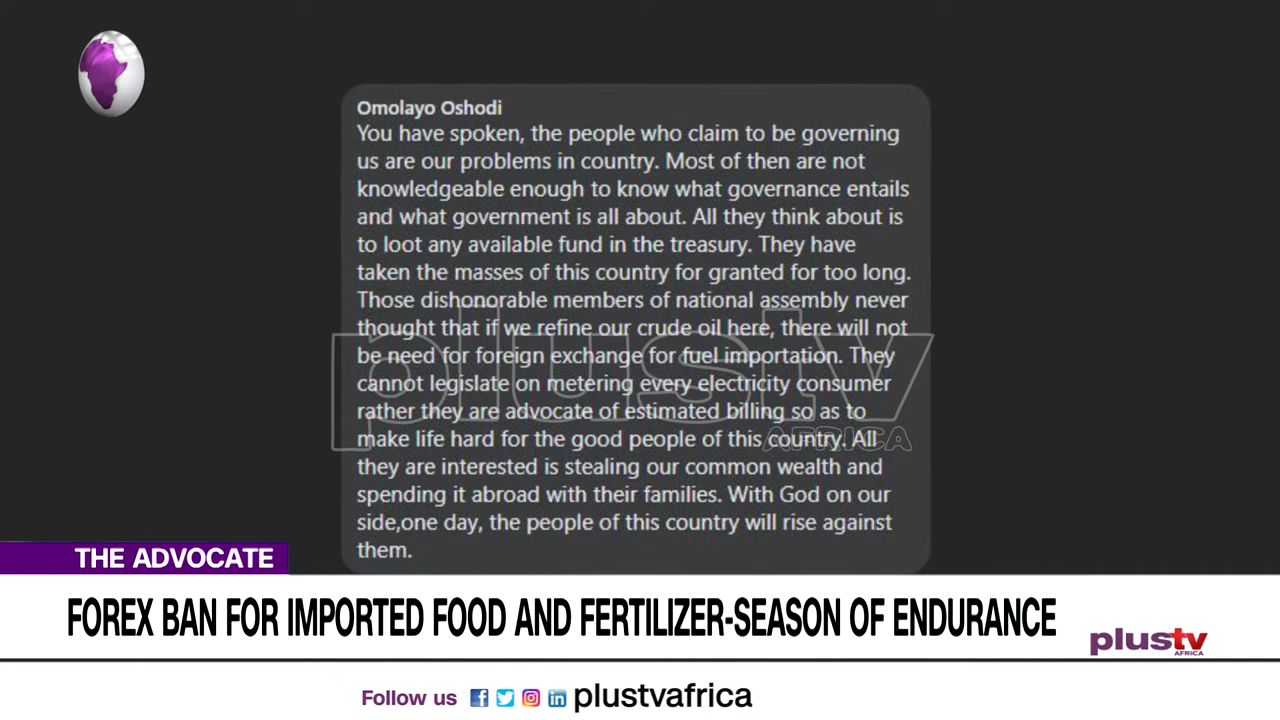 Omolayo Oshodi
You have spoken, the people who claim to be governing
us are our problems in country. Most of then are not
knowledgeable enough to know what governance entails
and what government is all about. All they think about is
to loot any available fund in the treasury. They have
taken the masses of this country for granted for too long.
Those dishonorable members of national assembly never
thought that if we refine our crude oil here, there will not
be need for foreign exchange for fuel importation. They
cannot legislate on metering every electricity consumer
rather they are advocate of estimated billing so as to
make life hard for the good people of this country. All
they are interested is stealing our common wealth and
spending it abroad with their families. With God on our
side,one day, the people of this country will rise against
them.
plustv
AFRICA
THE ADVOCATE
FOREX BAN FOR IMPORTED FOOD AND FERTILIZER-SEASON OF ENDURANCE
plustv
AFRICA
Follow us plustvafrica